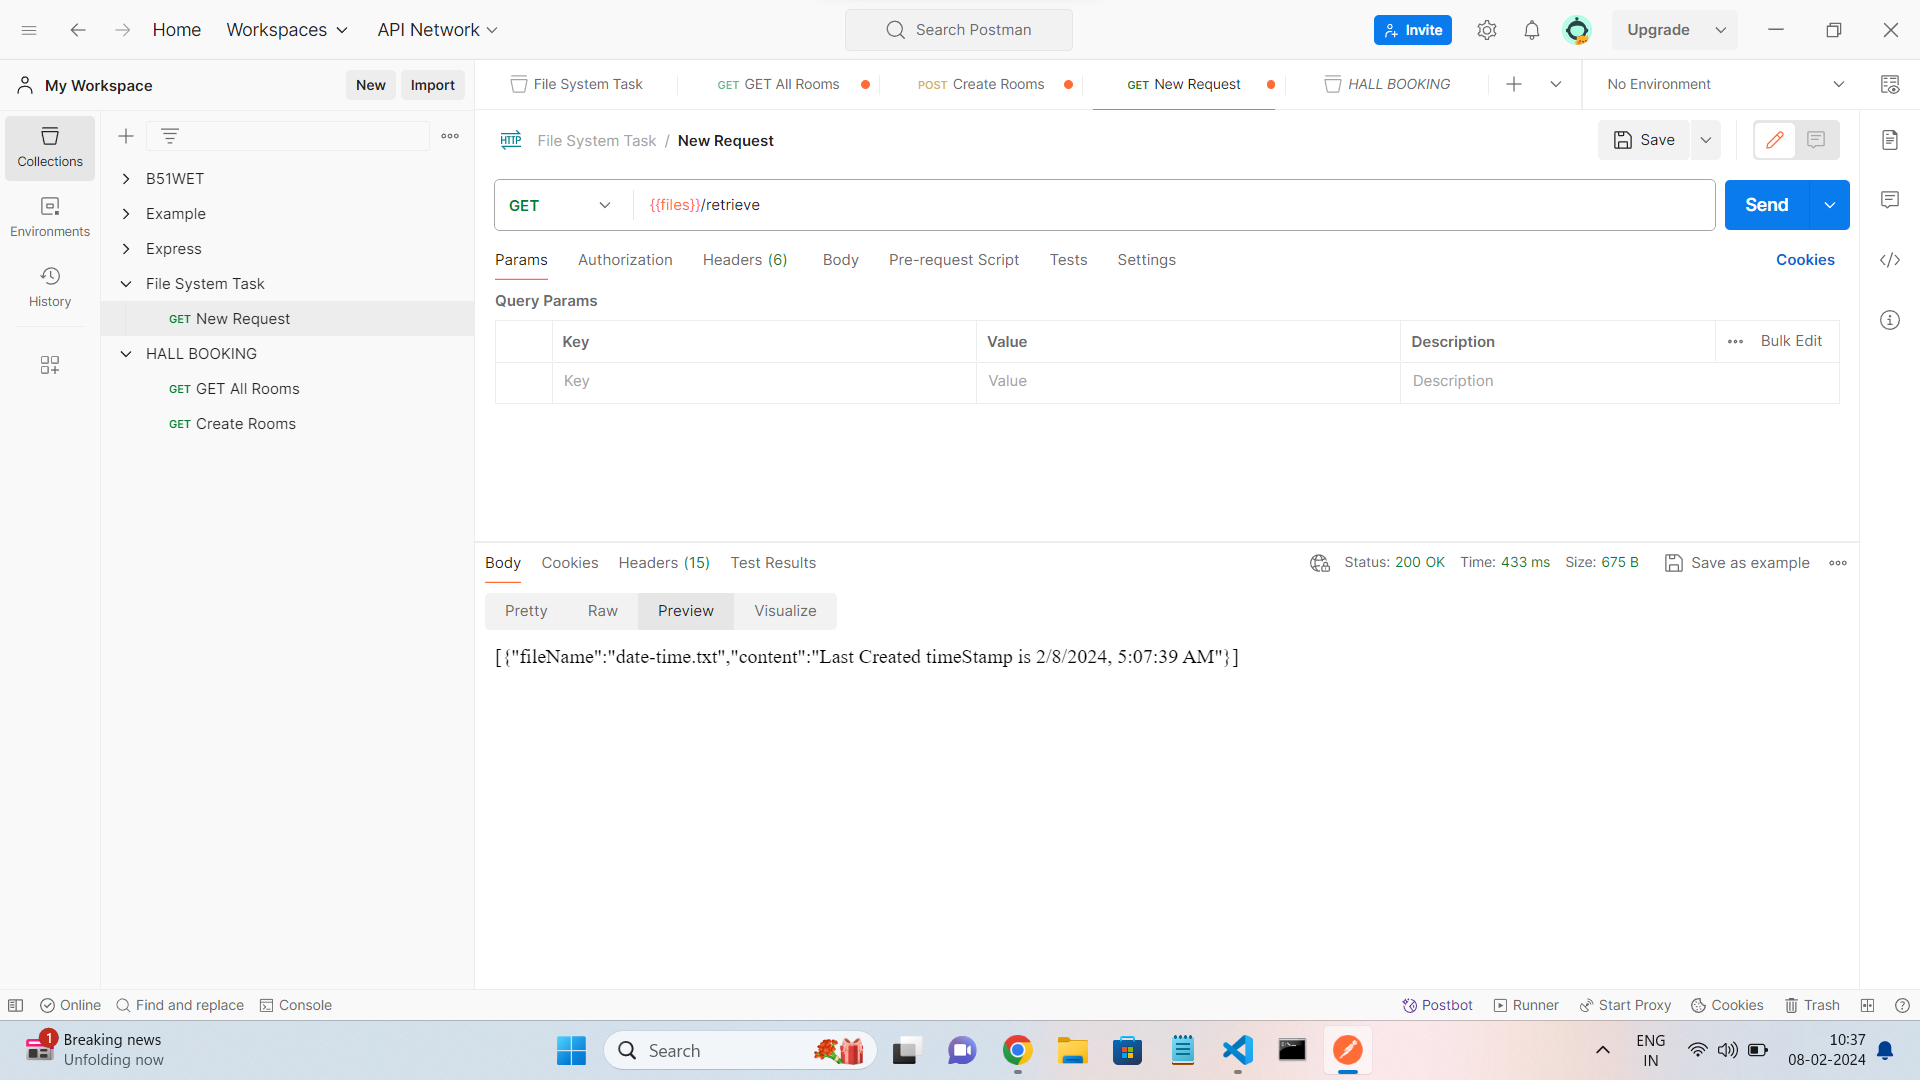 Home
Workspaces
API Network
Search Postman
Invite
Upgrade
My Workspace
New
Import
File System Task
GET GET All Rooms
POST Create Rooms
GET New Request
HALL BOOKING
No Environment
Collections
Environments
History
B51WET
Example
Express
File System Task
GET New Request
HALL BOOKING
GET GET All Rooms
GET Create Rooms
HTTP File System Task / New Request
Save
GET
{{files}}/retrieve
Send
Params
Authorization
Headers (6)
Body
Pre-request Script
Tests
Settings
Cookies
Query Params
Key
Value
Description
Bulk Edit
Key
Value
Description
Body
Cookies
Headers (15)
Test Results
Status: 200 OK
Time: 433 ms
Size: 675 B
Save as example
Pretty
Raw
Preview
Visualize
[{"fileName":"date-time.txt","content":"Last Created timeStamp is 2/8/2024, 5:07:39 AM"}]
Online
Find and replace
Console
Postbot
Runner
Start Proxy
Cookies
Trash
1
Breaking news
Unfolding now
Search
ENG
IN
10:37
08-02-2024